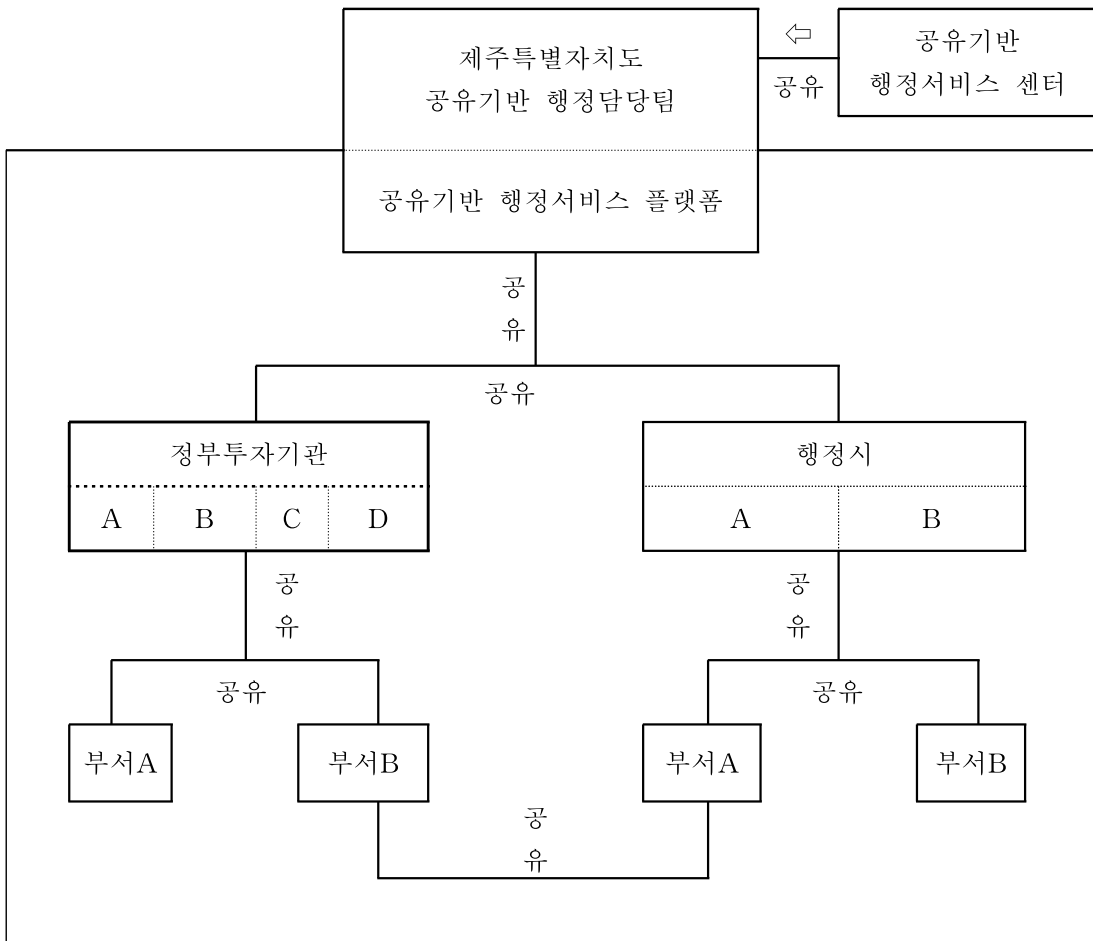 제주특별자치도
공유기반 행정담당팀
⇦
공유
공유기반
행정서비스 센터
공유기반 행정서비스 플랫폼
공
유
공유
정부투자기관
A B C D
행정시
A B
공
유
공
유
공유
공유
부서A
부서B
부서A
부서B
공
유